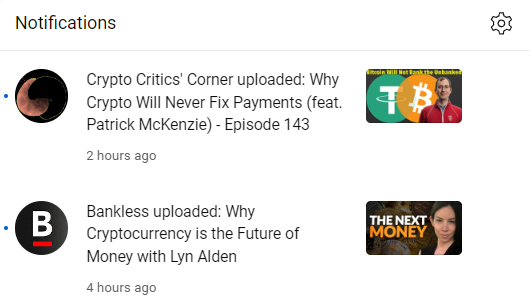 Notifications
Crypto Critics' Corner uploaded: Why
Crypto Will Never Fix Payments (feat.
Patrick McKenzie) - Episode 143
2 hours ago
Bitcoin Will Not Bank the Unbanked
Bankless uploaded: Why
Cryptocurrency is the Future of
Money with Lyn Alden
4 hours ago
B
THE NEXT
MONEY